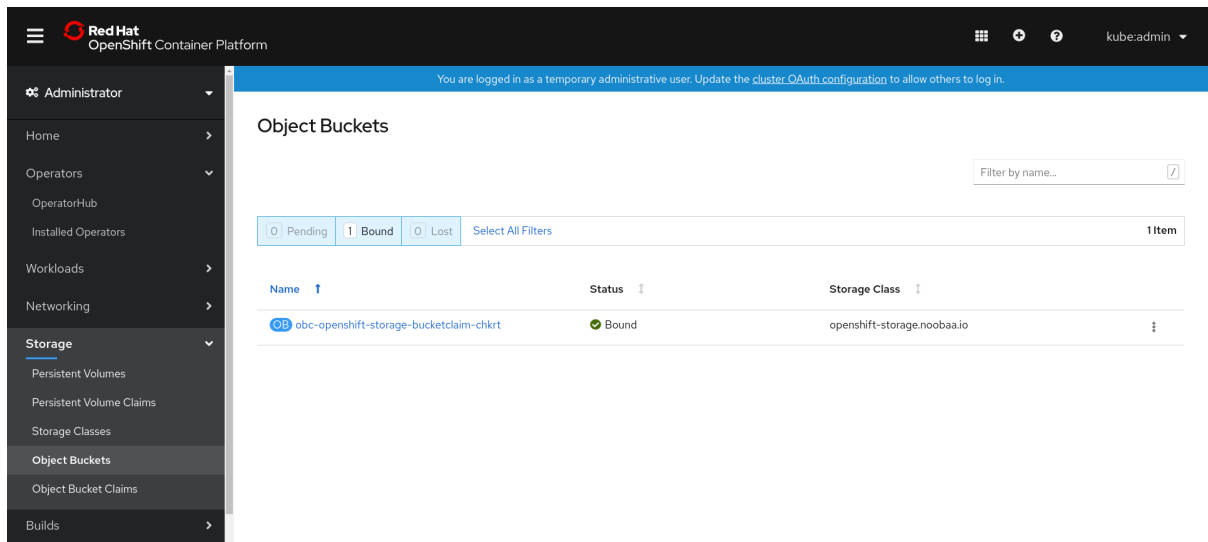 Red Hat
OpenShift Container Platform
kube:admin
You are logged in as a temporary administrative user. Update the cluster OAuth configuration to allow others to log in.
Administrator
Home
Operators
OperatorHub
Installed Operators
Workloads
Networking
Storage
Persistent Volumes
Persistent Volume Claims
Storage Classes
Object Buckets
Object Bucket Claims
Builds
Object Buckets
Filter by name... /
0 Pending 1 Bound 0 Lost Select All Filters 1 Item
Name Status Storage Class
OB obc-openshift-storage-bucketclaim-chkrt Bound openshift-storage.noobaa.io